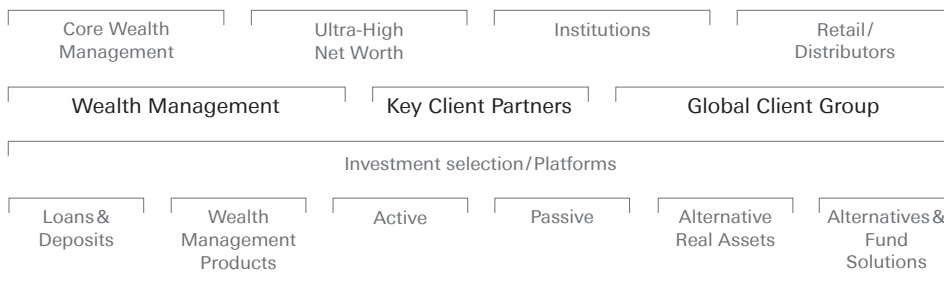 Core Wealth
Management
Ultra-High
Net Worth
Institutions
Retail/
Distributors
Wealth Management
Key Client Partners
Global Client Group
Investment selection/Platforms
Loans &
Deposits
Wealth
Management
Products
Active
Passive
Alternative
Real Assets
Alternatives &
Fund
Solutions